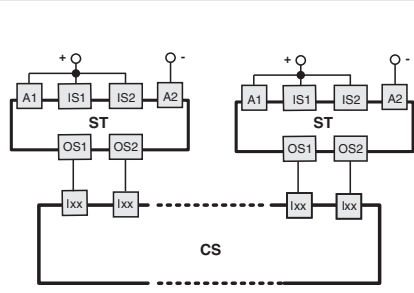 + - + -
A1 IS1 IS2 A2 A1 IS1 IS2 A2
ST ST
OS1 OS2 OS1 OS2
Ixx Ixx Ixx Ixx
CS